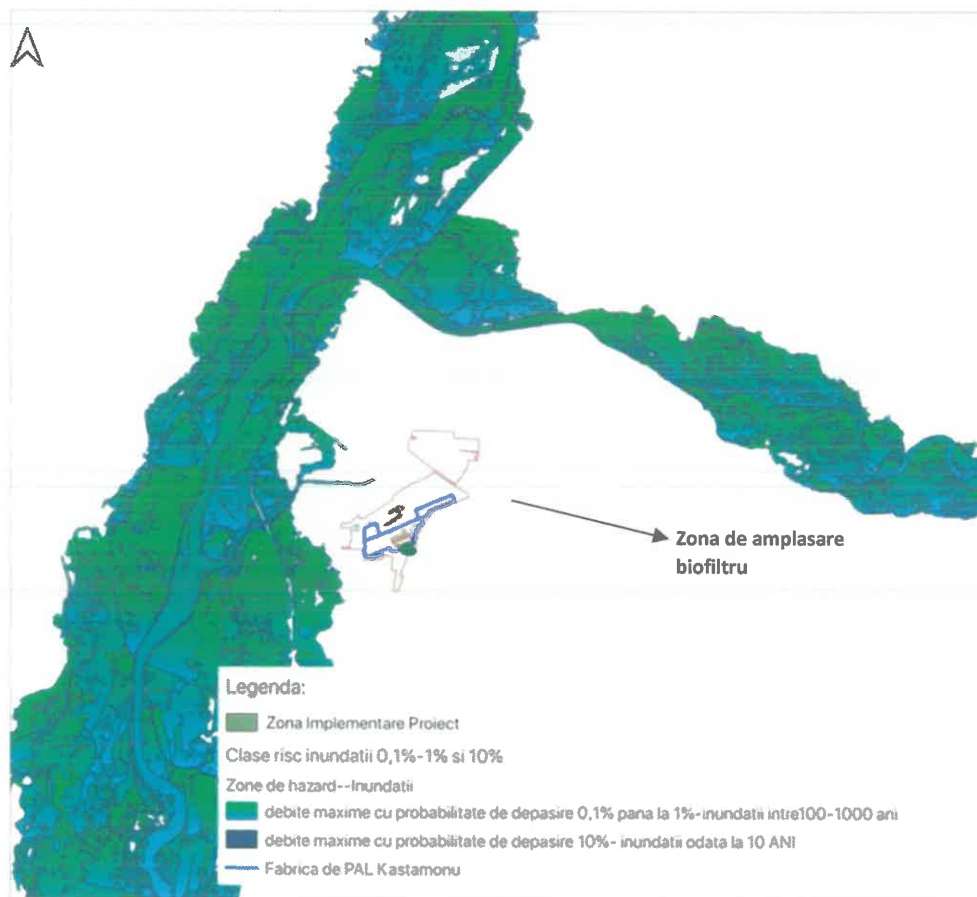 Zona de amplasare
biofiltru
Legenda:
Zona Implementare Proiect
Clase risc inundatii 0,1%-1% si 10%
Zone de hazard--Inundatii
debite maxime cu probabilitate de depasire 0,1% pana la 1%-inundatii intre100-1000 ani
debite maxime cu probabilitate de depasire 10%- inundatii odata la 10 ANI
Fabrica de PAL Kastamonu